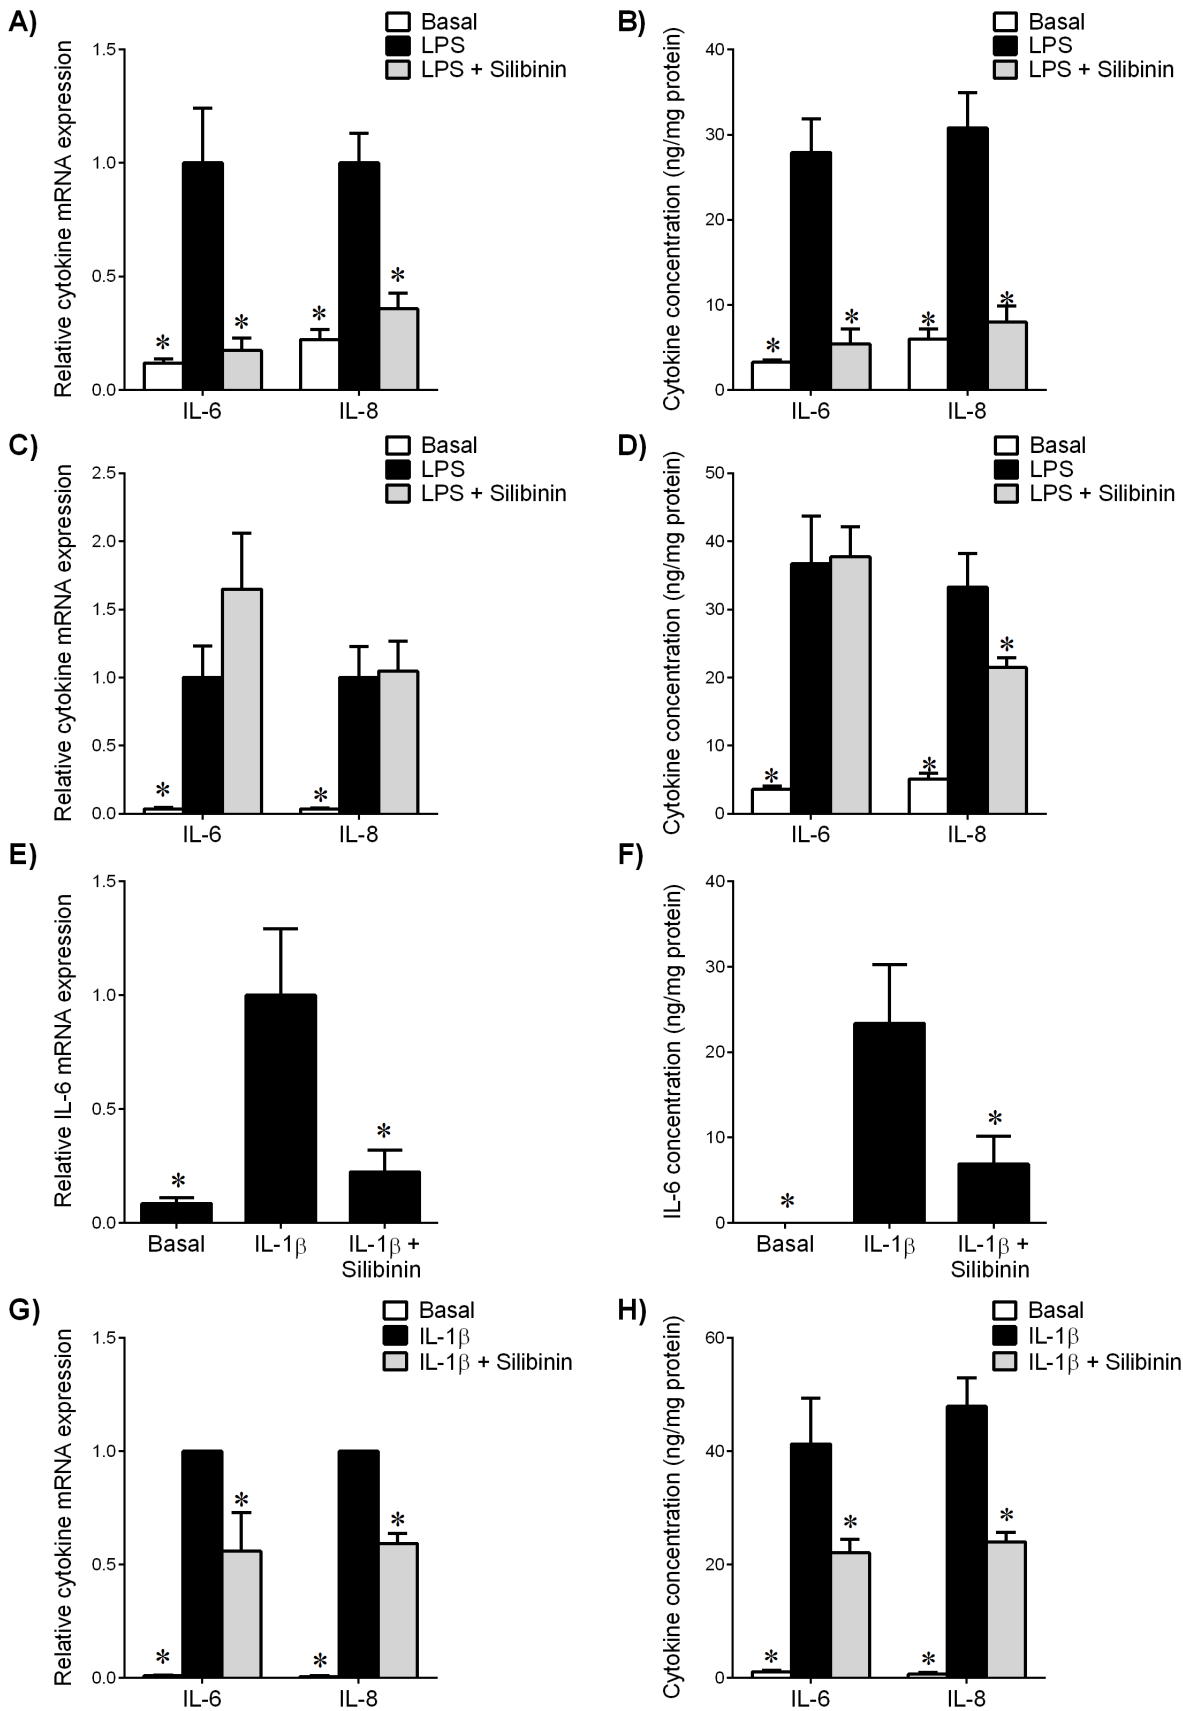 A)
Basal
LPS
LPS + Silibinin
Relative cytokine mRNA expression
1.5
1.0
0.5
0.0
*
*
*
*
IL-6
IL-8
B)
Basal
LPS
LPS + Silibinin
Cytokine concentration (ng/mg protein)
40
30
20
10
0
*
*
*
*
IL-6
IL-8
C)
Basal
LPS
LPS + Silibinin
Relative cytokine mRNA expression
2.5
2.0
1.5
1.0
0.5
0.0
*
*
IL-6
IL-8
D)
Basal
LPS
LPS + Silibinin
Cytokine concentration (ng/mg protein)
50
40
30
20
10
0
*
*
*
IL-6
IL-8
E)
Relative IL-6 mRNA expression
1.5
1.0
0.5
0.0
*
*
Basal
IL-1β
IL-1β +
Silibinin
F)
IL-6 concentration (ng/mg protein)
40
30
20
10
0
*
*
Basal
IL-1β
IL-1β +
Silibinin
G)
Basal
IL-1β
IL-1β + Silibinin
Relative cytokine mRNA expression
1.5
1.0
0.5
0.0
*
*
*
*
IL-6
IL-8
H)
Basal
IL-1β
IL-1β + Silibinin
Cytokine concentration (ng/mg protein)
60
40
20
0
*
*
*
*
IL-6
IL-8